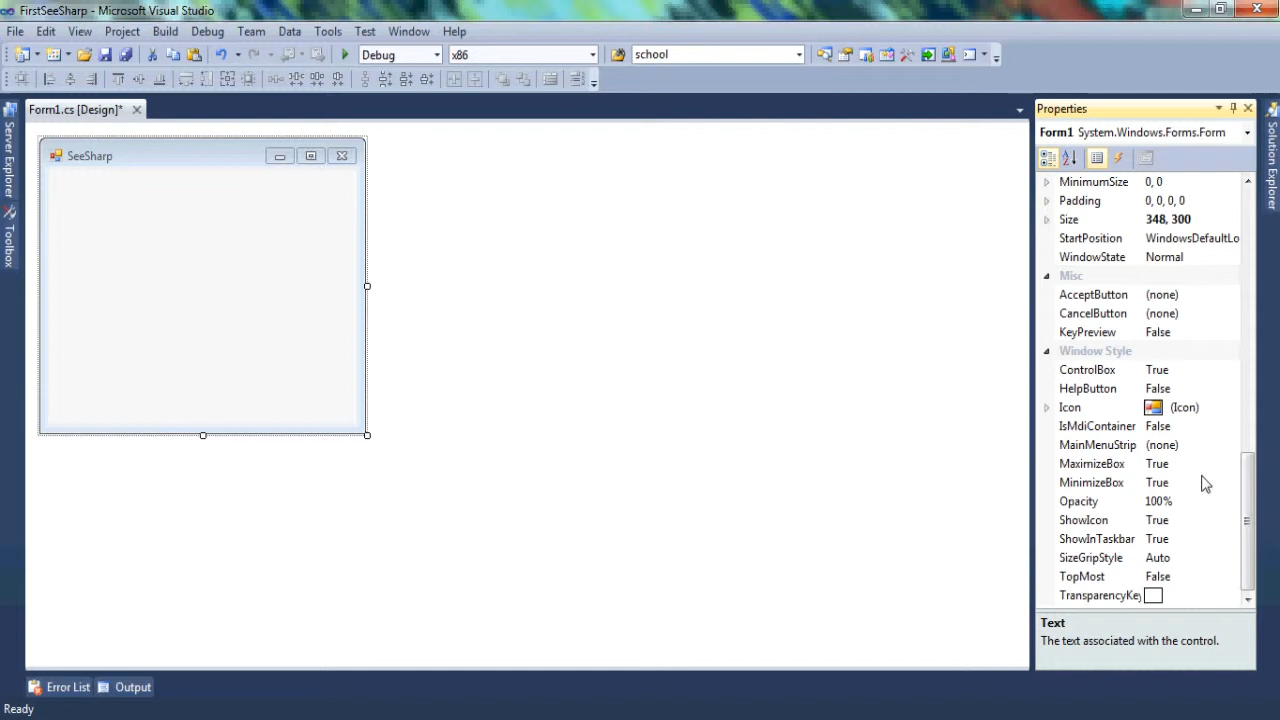 FirstSeeSharp - Microsoft Visual Studio
File Edit View Project Build Debug Team Data Tools Test Window Help
Debug x86 school
Form1.cs [Design]*
Server Explorer
Toolbox
SeeSharp
Properties
Form1 System.Windows.Forms.Form
MinimumSize 0, 0
Padding 0, 0, 0, 0
Size 348, 300
StartPosition WindowsDefaultLo
WindowState Normal
Misc
AcceptButton (none)
CancelButton (none)
KeyPreview False
Window Style
ControlBox True
HelpButton False
Icon (Icon)
IsMdiContainer False
MainMenuStrip (none)
MaximizeBox True
MinimizeBox True
Opacity 100%
ShowIcon True
ShowInTaskbar True
SizeGripStyle Auto
TopMost False
TransparencyKey
Text
The text associated with the control.
Solution Explorer
Error List Output
Ready